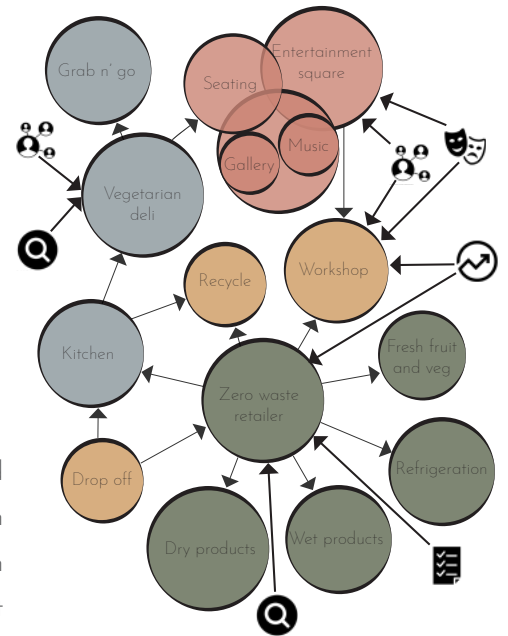 Grab n' go
Seating
Entertainment
square
Gallery
Music
Vegetarian
deli
Recycle
Workshop
Kitchen
Fresh fruit
and veg
Zero waste
retailer
Drop off
Refrigeration
Dry products
Wet products